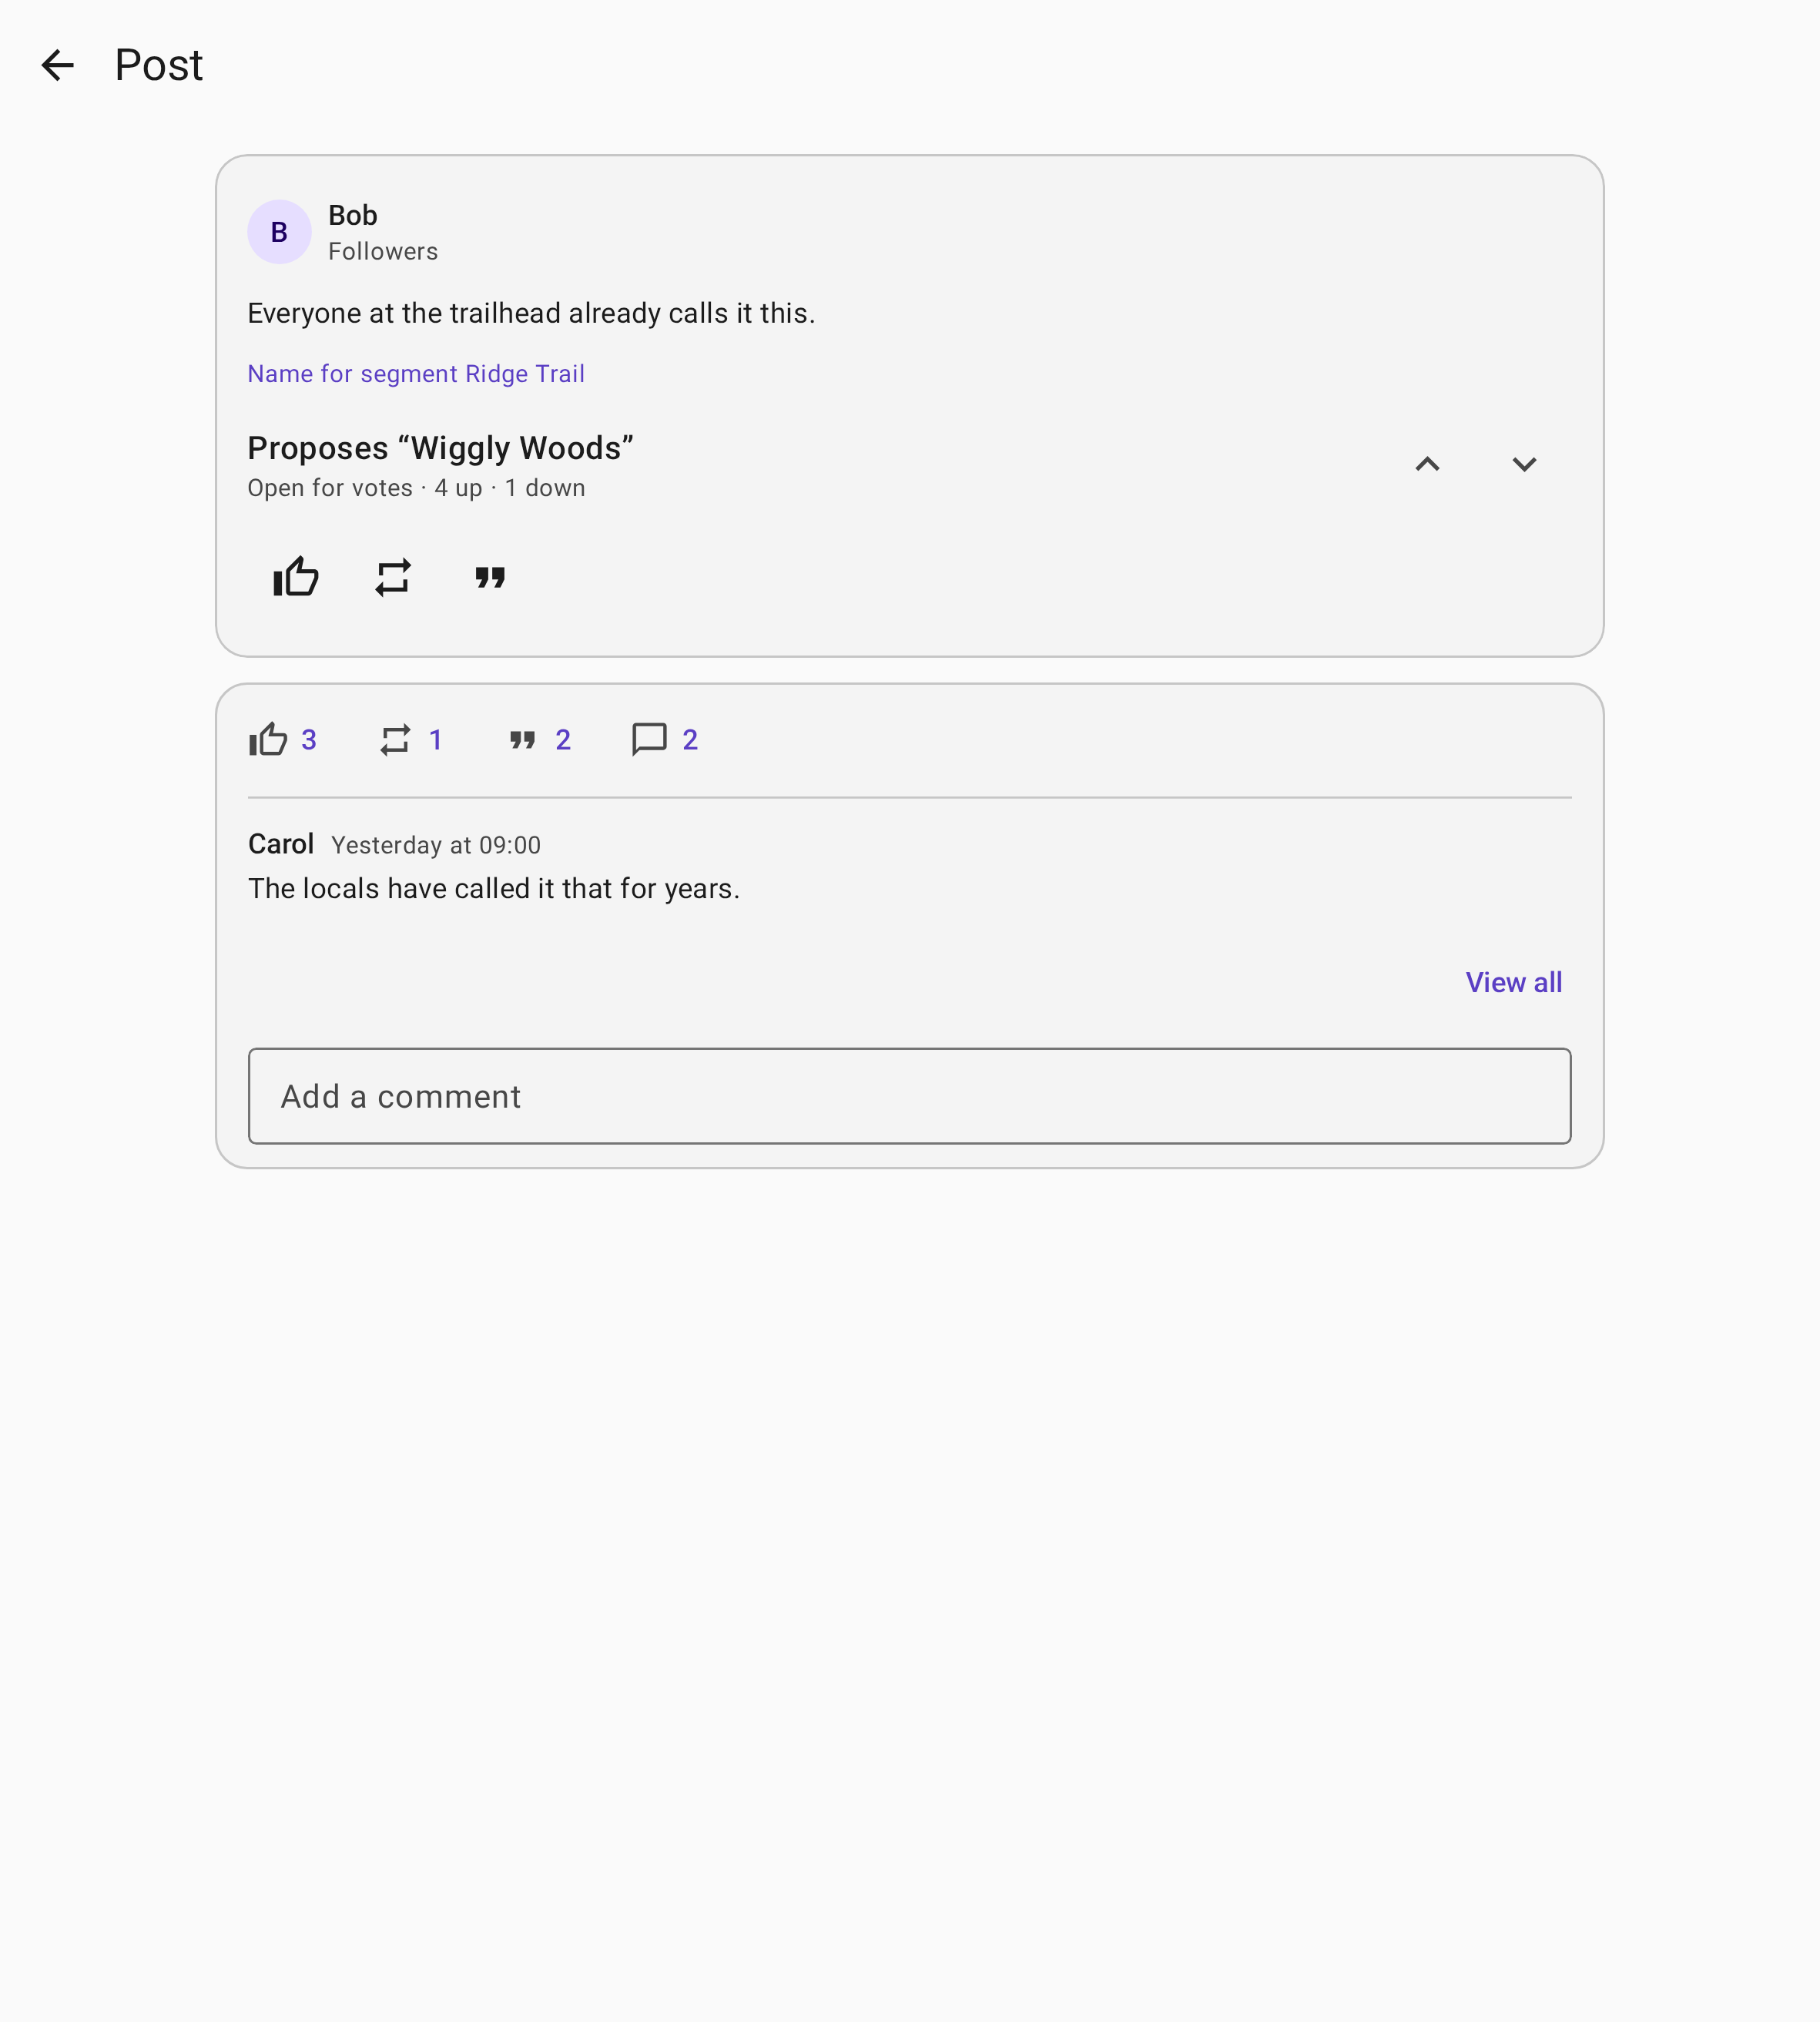 Post
B
Bob
Followers
Everyone at the trailhead already calls it this.
Name for segment Ridge Trail
Proposes “Wiggly Woods”
Open for votes · 4 up · 1 down
3 1 2 2
Carol Yesterday at 09:00
The locals have called it that for years.
View all
Add a comment